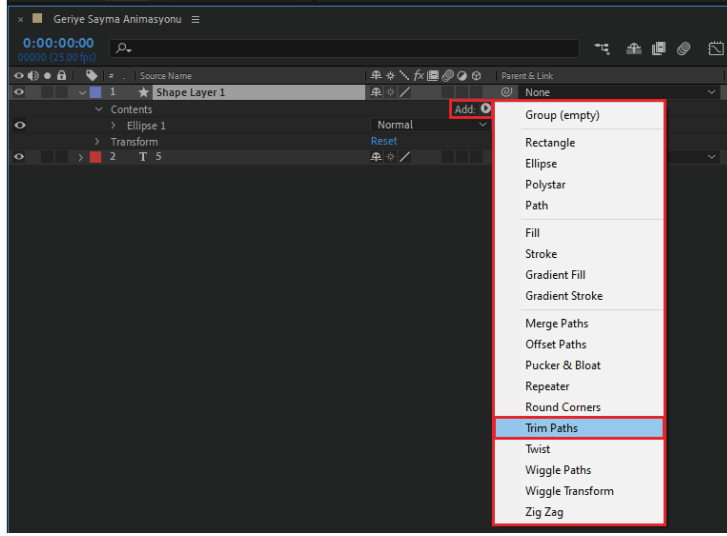 Geriye Sayma Animasyonu
0:00:00:00
00000 (25.00 fps)
# . Source Name Parent & Link
1 Shape Layer 1 None
Contents Add:
Ellipse 1 Normal
Transform Reset
2 T 5
Group (empty)
Rectangle
Ellipse
Polystar
Path
Fill
Stroke
Gradient Fill
Gradient Stroke
Merge Paths
Offset Paths
Pucker & Bloat
Repeater
Round Corners
Trim Paths
Twist
Wiggle Paths
Wiggle Transform
Zig Zag